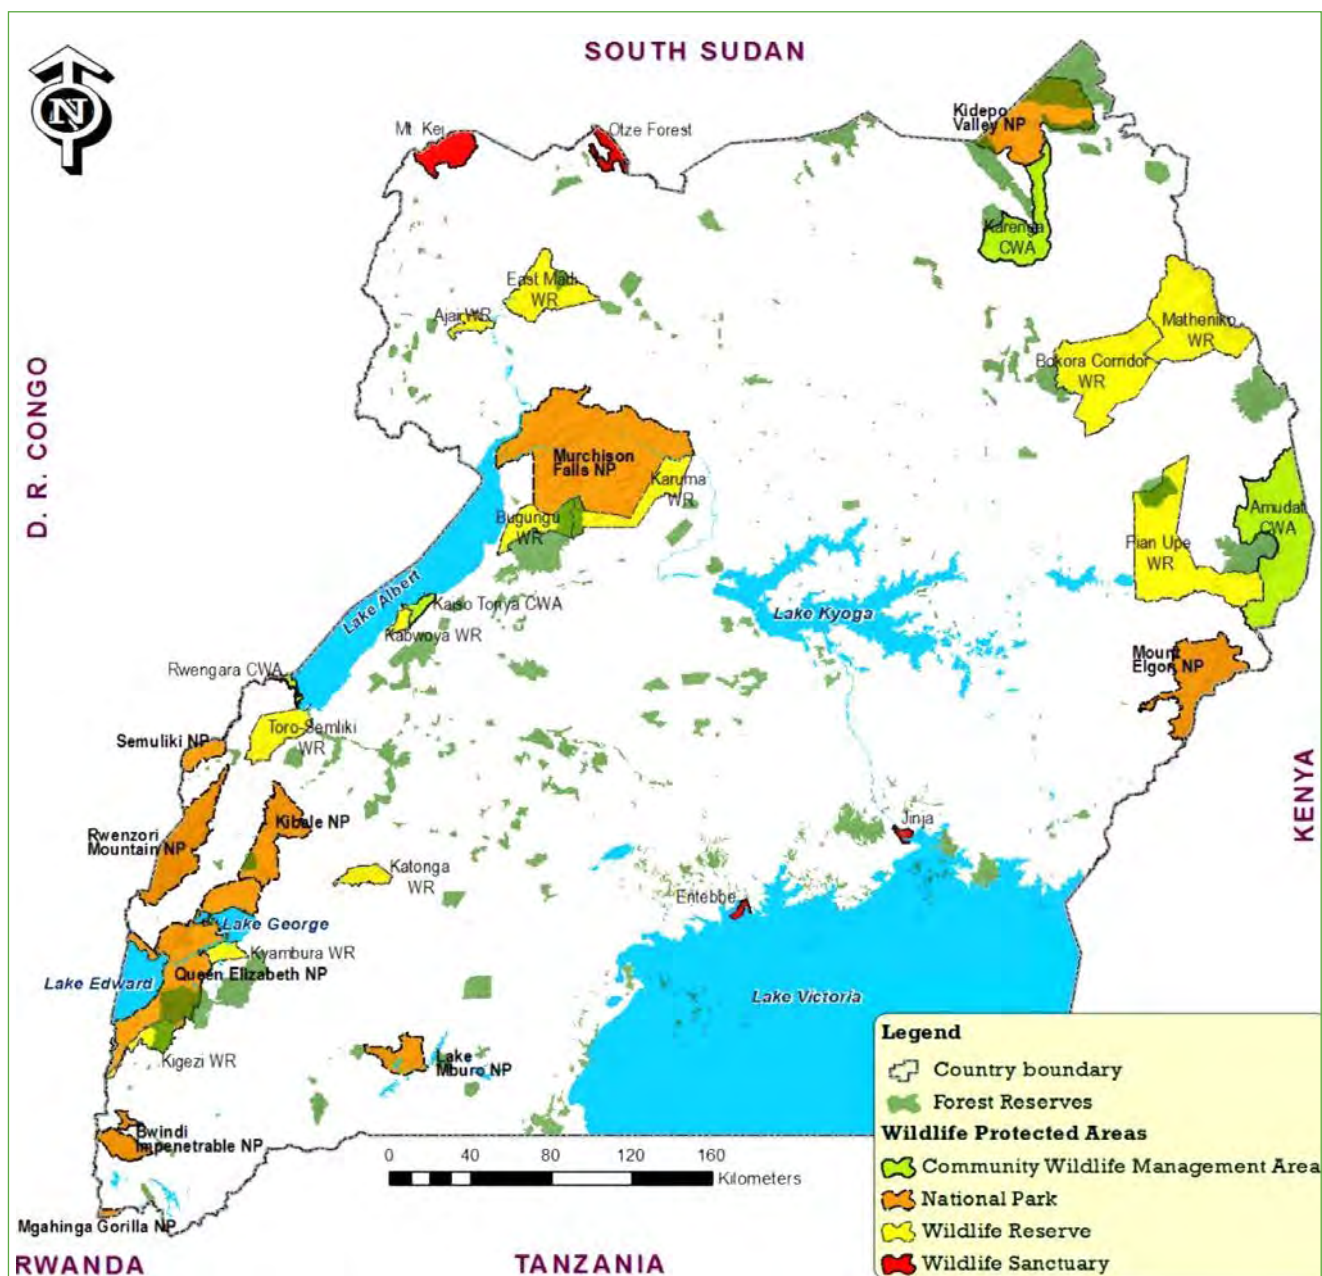 SOUTH SUDAN
N
Mt. Kei
Otze Forest
Kidepo
Valley NP
Karenga
CWA
East Madi
WR
Ajai WR
Matheniko
WR
Bokora Corridor
WR
D. R. CONGO
Murchison
Falls NP
Karuma
WR
Bugungu
WR
Amudat
CWA
Pian Upe
WR
Lake Albert
Kaiso Tonya CWA
Kabwoya WR
Lake Kyoga
Rwengara CWA
Mount
Elgon NP
Toro-Semliki
WR
Semuliki NP
KENYA
Rwenzori
Mountain NP
Kibale NP
Jinja
Katonga
WR
Entebbe
Lake George
Kyambura WR
Lake Edward
Queen Elizabeth NP
Lake Victoria
Kigezi WR
Lake
Mburo NP
Bwindi
Impenetrable NP
Mgahinga Gorilla NP
0 40 80 120 160
Kilometers
RWANDA
TANZANIA
Legend
Country boundary
Forest Reserves
Wildlife Protected Areas
Community Wildlife Management Area
National Park
Wildlife Reserve
Wildlife Sanctuary